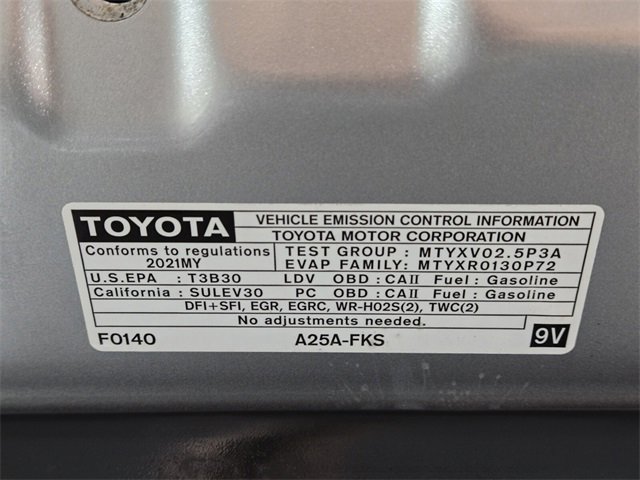 TOYOTA VEHICLE EMISSION CONTROL INFORMATION
TOYOTA MOTOR CORPORATION
Conforms to regulations
2021MY
TEST GROUP : MTYXV02.5P3A
EVAP FAMILY: MTYXR0130P72
U.S.EPA : T3B30 LDV OBD : CAII Fuel : Gasoline
California : SULEV30 PC OBD : CAII Fuel : Gasoline
DFI+SFI, EGR, EGRC, WR-HO2S(2), TWC(2)
No adjustments needed.
F0140 A25A-FKS 9V